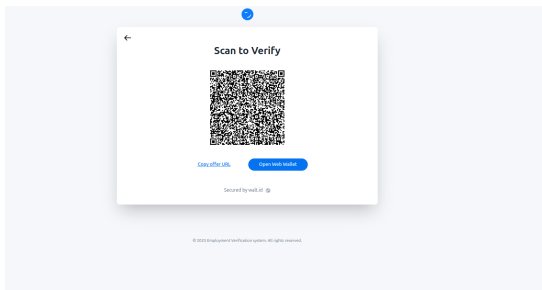 Scan to Verify
Copy offer URL
Open Web Wallet
Secured by walt.id
© 2025 Employment Verification system. All rights reserved.